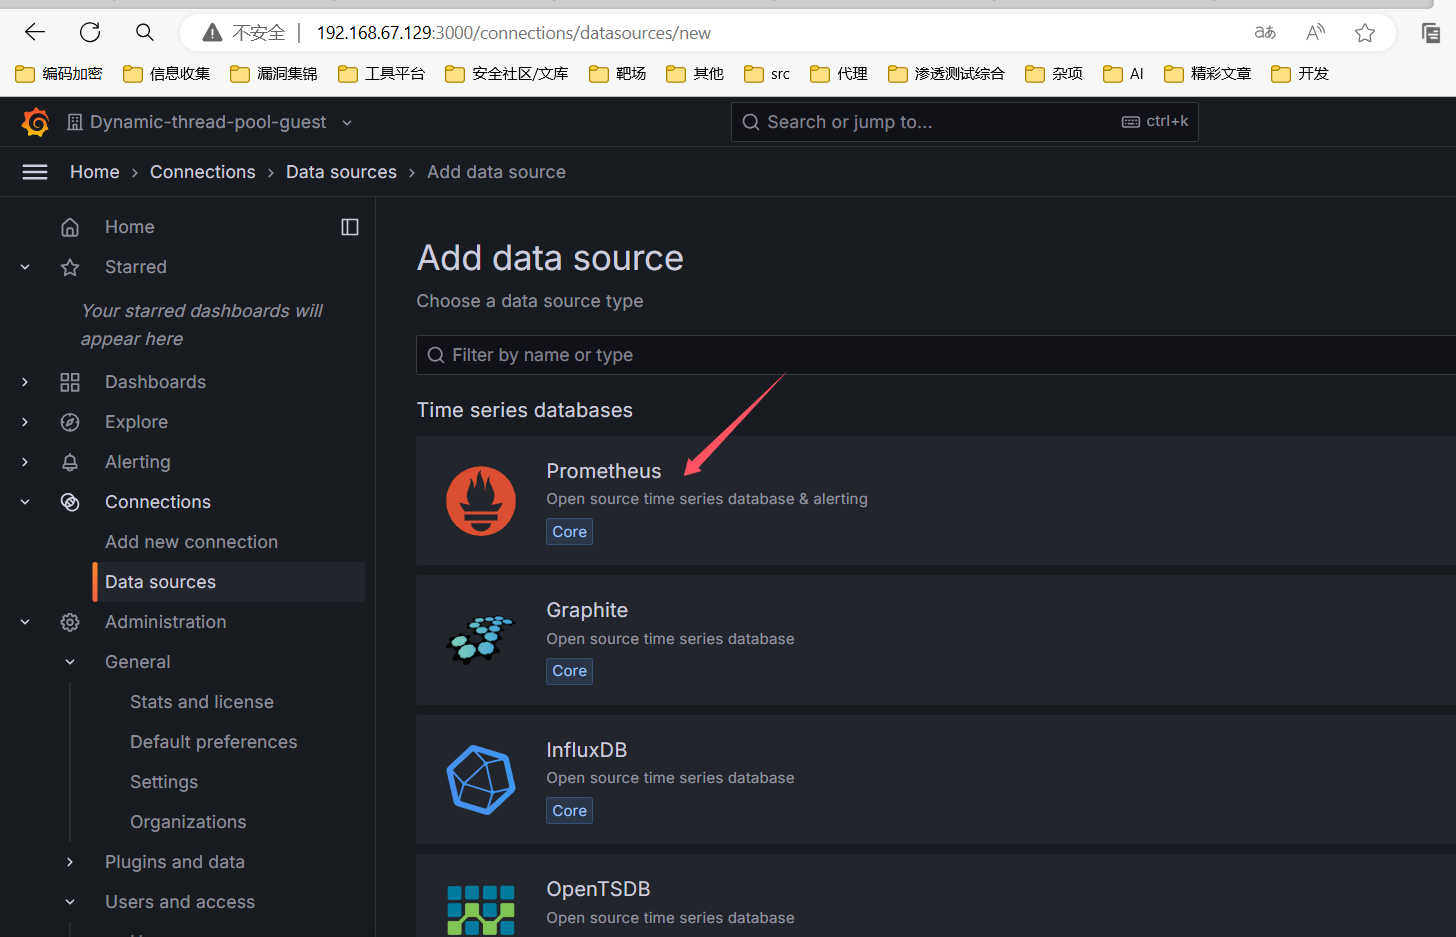 不安全 | 192.168.67.129:3000/connections/datasources/new
编码加密 信息收集 漏洞集锦 工具平台 安全社区/文库 靶场 其他 src 代理 渗透测试综合 杂项 AI 精彩文章 开发
Dynamic-thread-pool-guest
Search or jump to... ctrl+k
Home › Connections › Data sources › Add data source
Home
Starred
Your starred dashboards will
appear here
Dashboards
Explore
Alerting
Connections
Add new connection
Data sources
Administration
General
Stats and license
Default preferences
Settings
Organizations
Plugins and data
Users and access
Add data source
Choose a data source type
Filter by name or type
Time series databases
Prometheus
Open source time series database & alerting
Core
Graphite
Open source time series database
Core
InfluxDB
Open source time series database
Core
OpenTSDB
Open source time series database